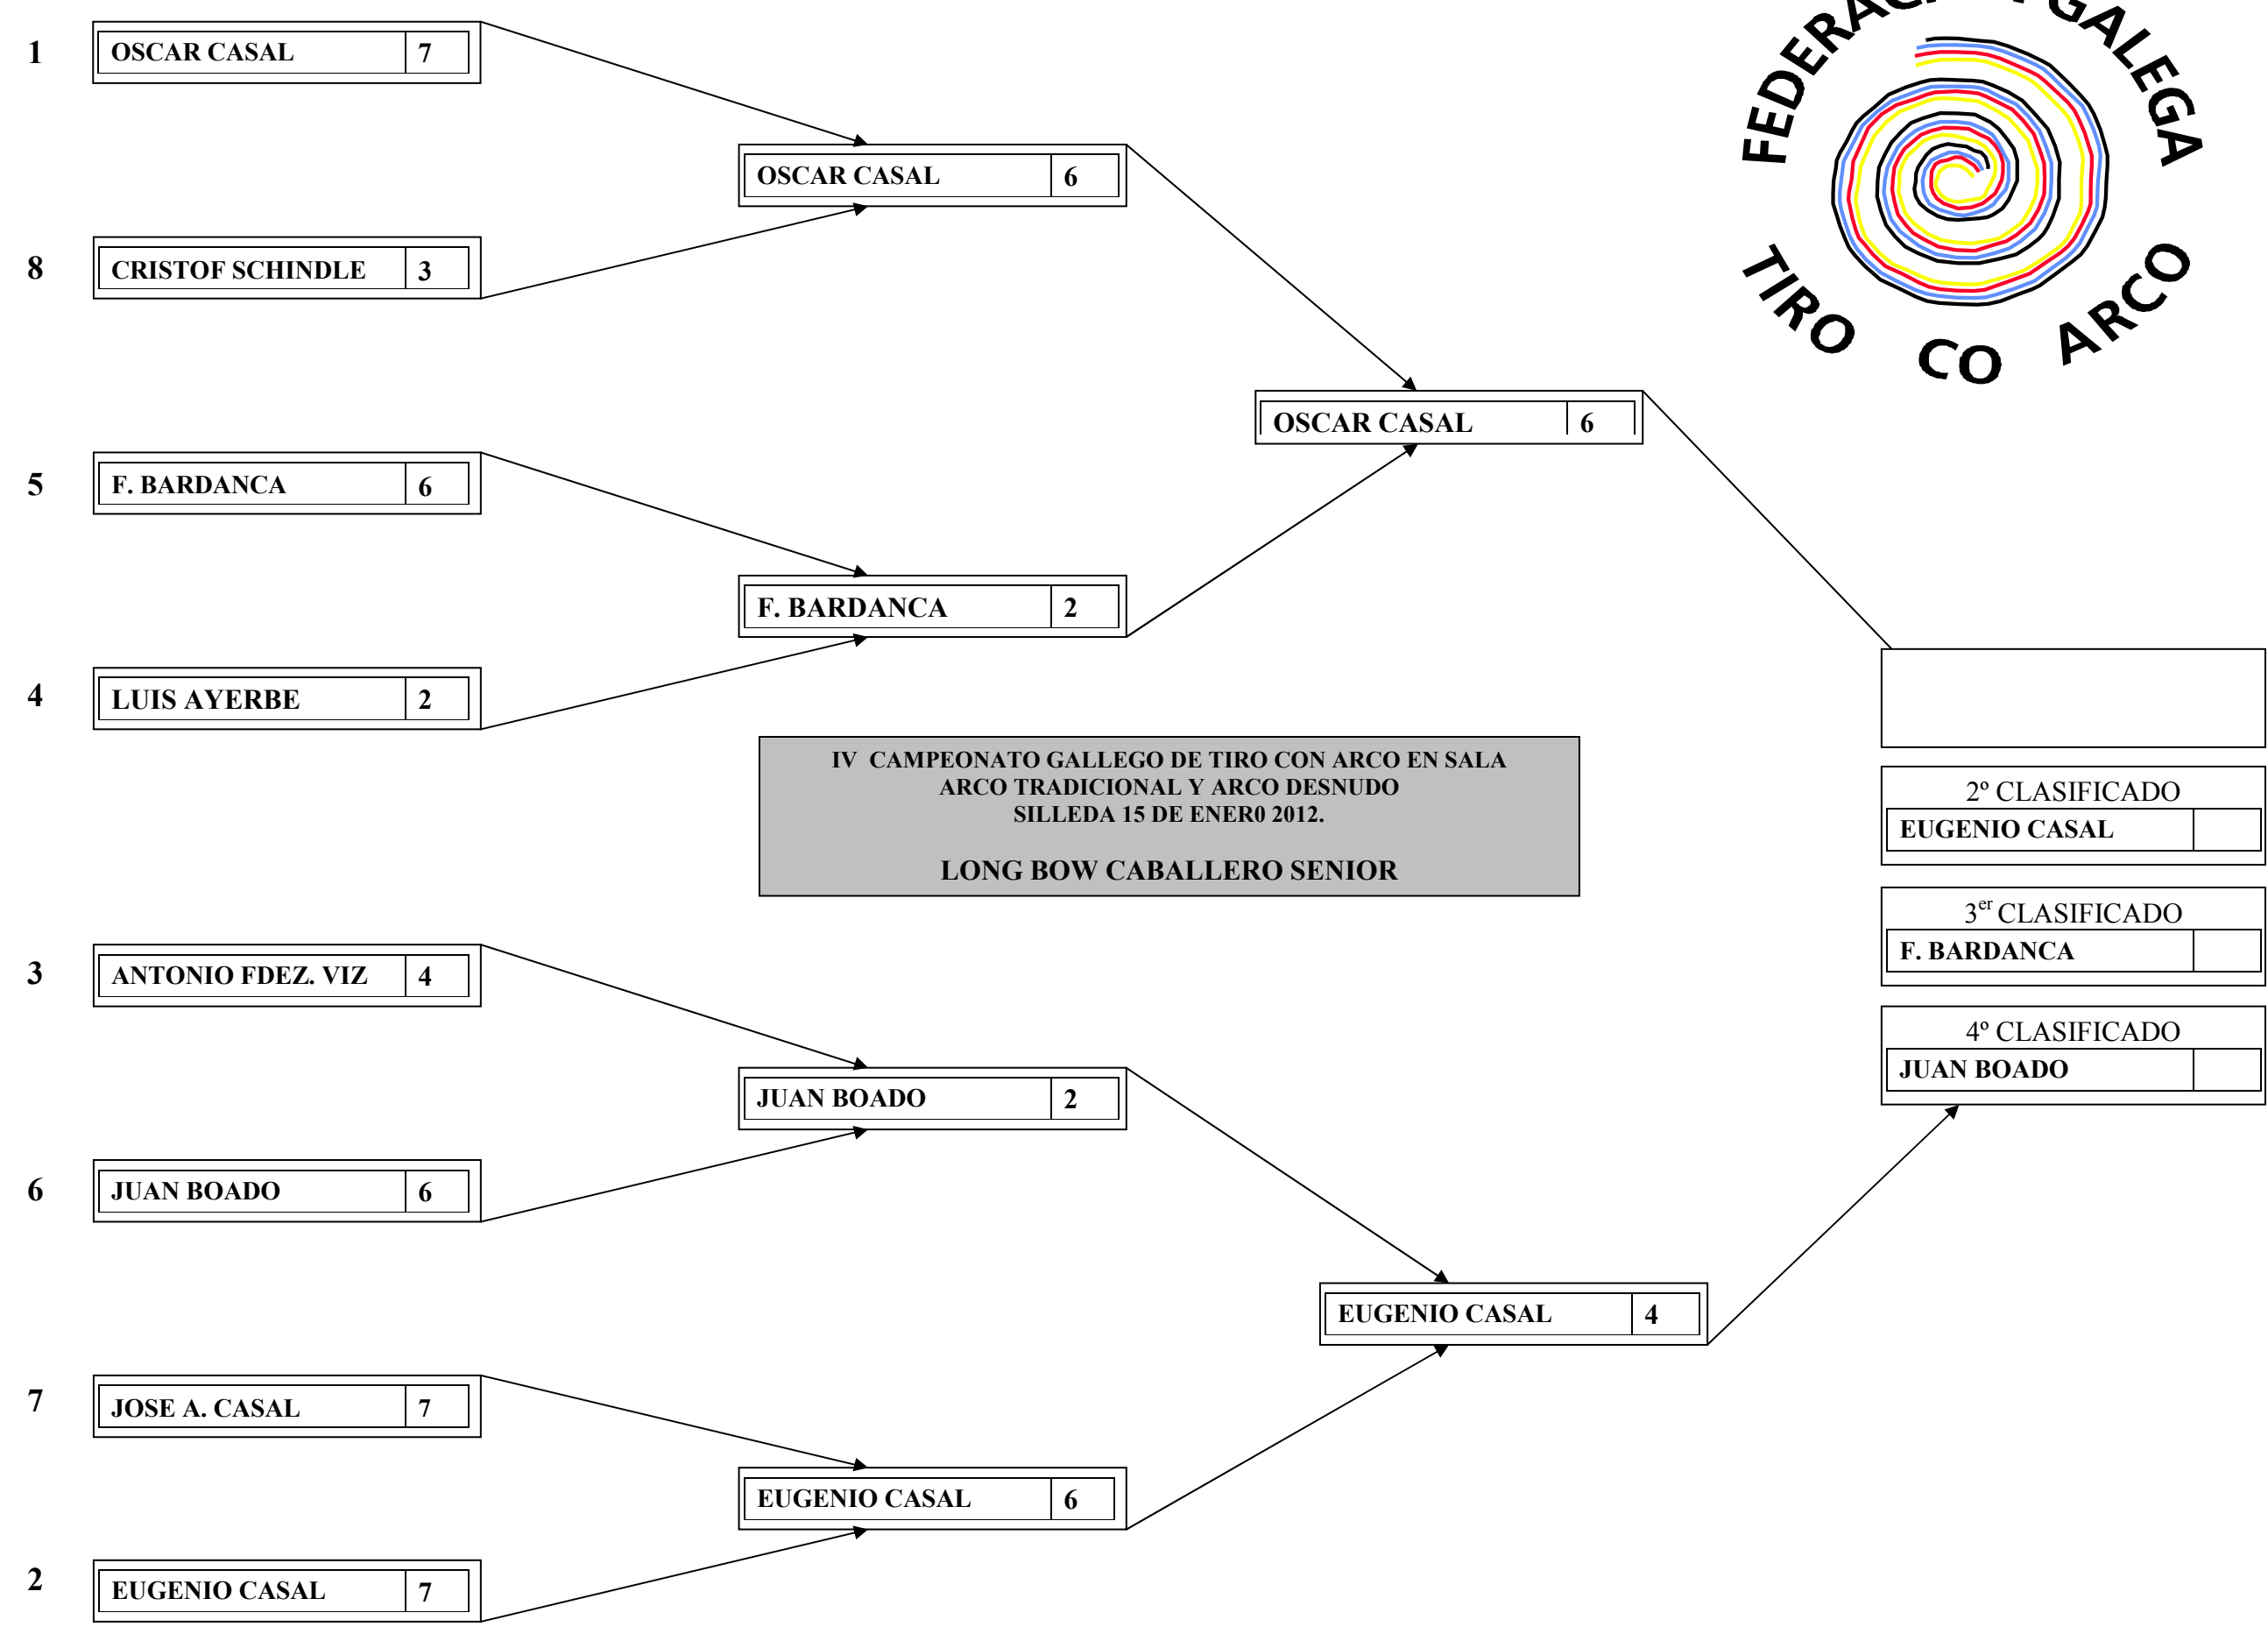 1
OSCAR CASAL 7
8
CRISTOF SCHINDLE 3
5
F. BARDANCA 6
4
LUIS AYERBE 2
3
ANTONIO FDEZ. VIZ 4
6
JUAN BOADO 6
7
JOSE A. CASAL 7
2
EUGENIO CASAL 7
OSCAR CASAL 6
F. BARDANCA 2
JUAN BOADO 2
EUGENIO CASAL 6
OSCAR CASAL 6
EUGENIO CASAL 4
IV CAMPEONATO GALLEGO DE TIRO CON ARCO EN SALA
ARCO TRADICIONAL Y ARCO DESNUDO
SILLEDA 15 DE ENER0 2012.
LONG BOW CABALLERO SENIOR
GALEGA
TIRO CO ARCO
2º CLASIFICADO
EUGENIO CASAL
3er CLASIFICADO
F. BARDANCA
4º CLASIFICADO
JUAN BOADO